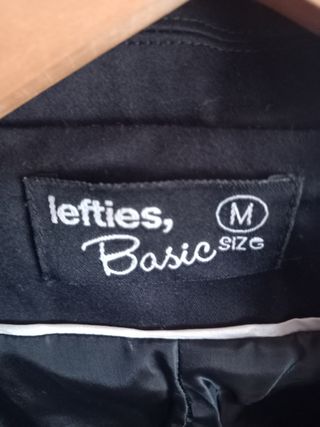 lefties, M
Basic SIZE